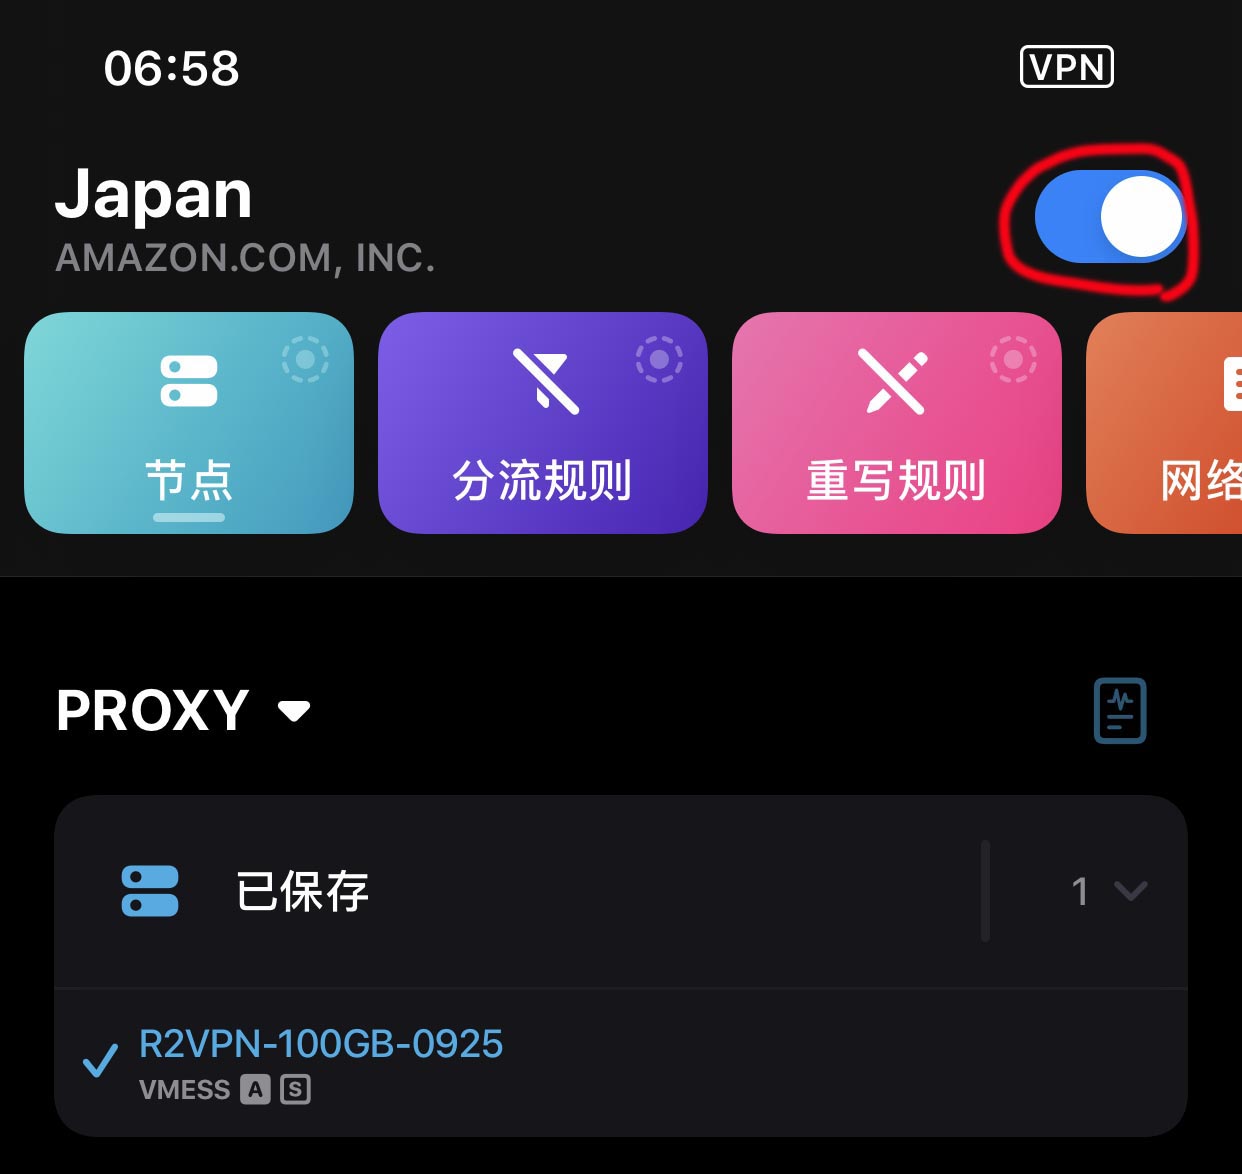 06:58
VPN
Japan
AMAZON.COM, INC.
节点
分流规则
重写规则
网络
PROXY
已保存
1
R2VPN-100GB-0925
VMESS A S